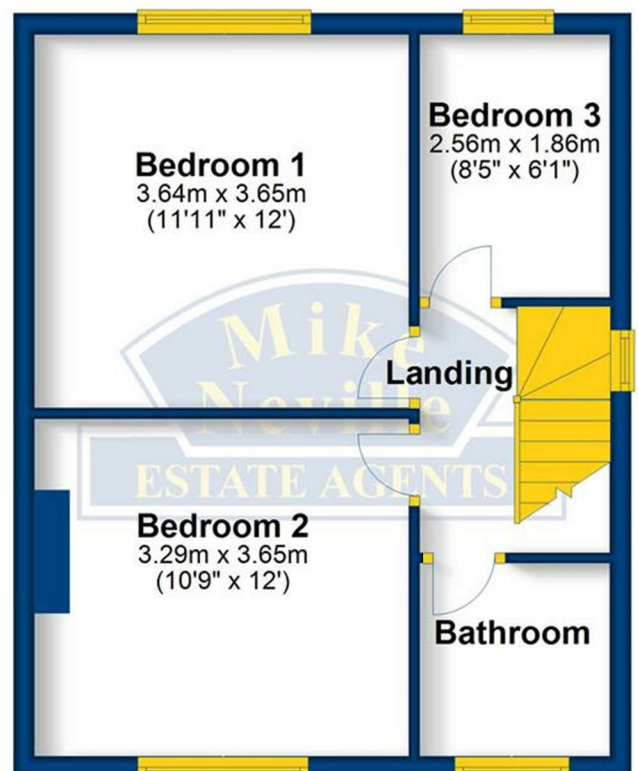 Bedroom 1
3.64m x 3.65m
(11'11" x 12')
Bedroom 3
2.56m x 1.86m
(8'5" x 6'1")
Mike
Neville
ESTATE AGENTS
Landing
Bedroom 2
3.29m x 3.65m
(10'9" x 12')
Bathroom